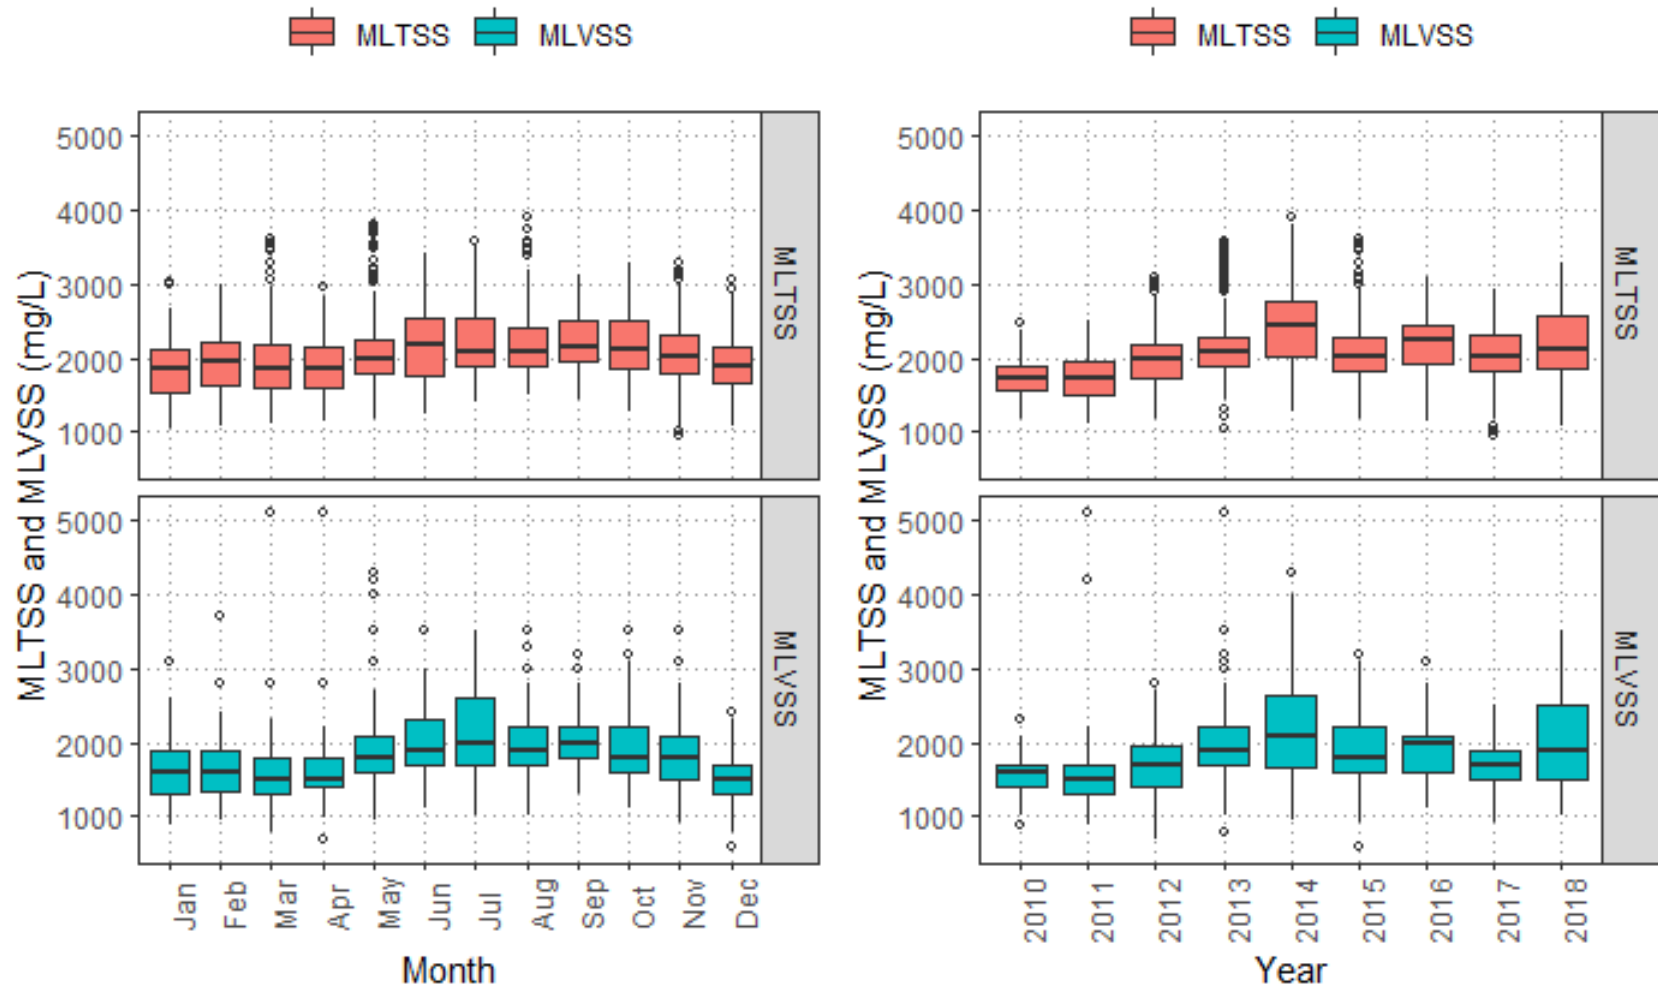 MLTSS MLVSS
MLTSS and MLVSS (mg/L)
5000
4000
3000
2000
1000
MLTSS
5000
4000
3000
2000
1000
MLVSS
Jan Feb Mar Apr May Jun Jul Aug Sep Oct Nov Dec
Month
MLTSS MLVSS
MLTSS and MLVSS (mg/L)
5000
4000
3000
2000
1000
MLTSS
5000
4000
3000
2000
1000
MLVSS
2010 2011 2012 2013 2014 2015 2016 2017 2018
Year